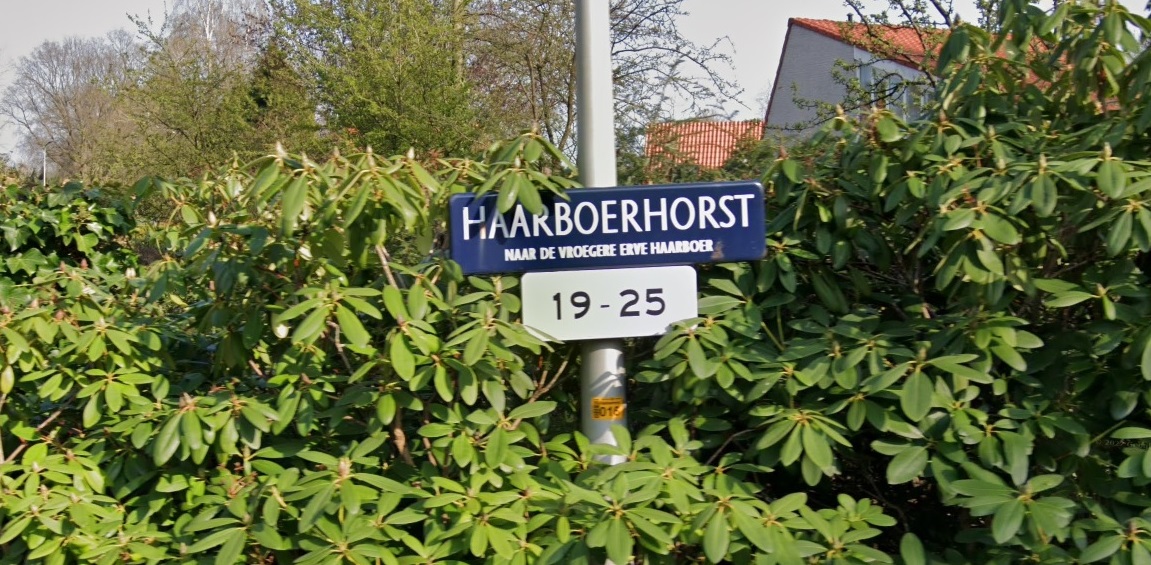 HAARBOERHORST
NAAR DE VROEGERE ERVE HAARBOER
19 - 25